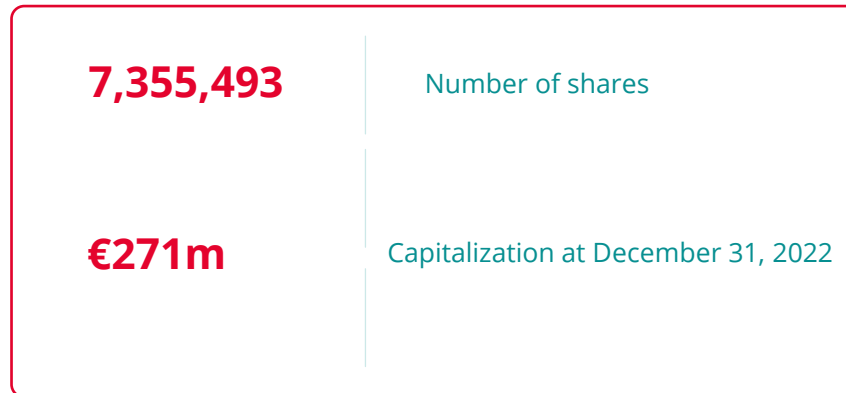 7,355,493 Number of shares
€271m Capitalization at December 31, 2022